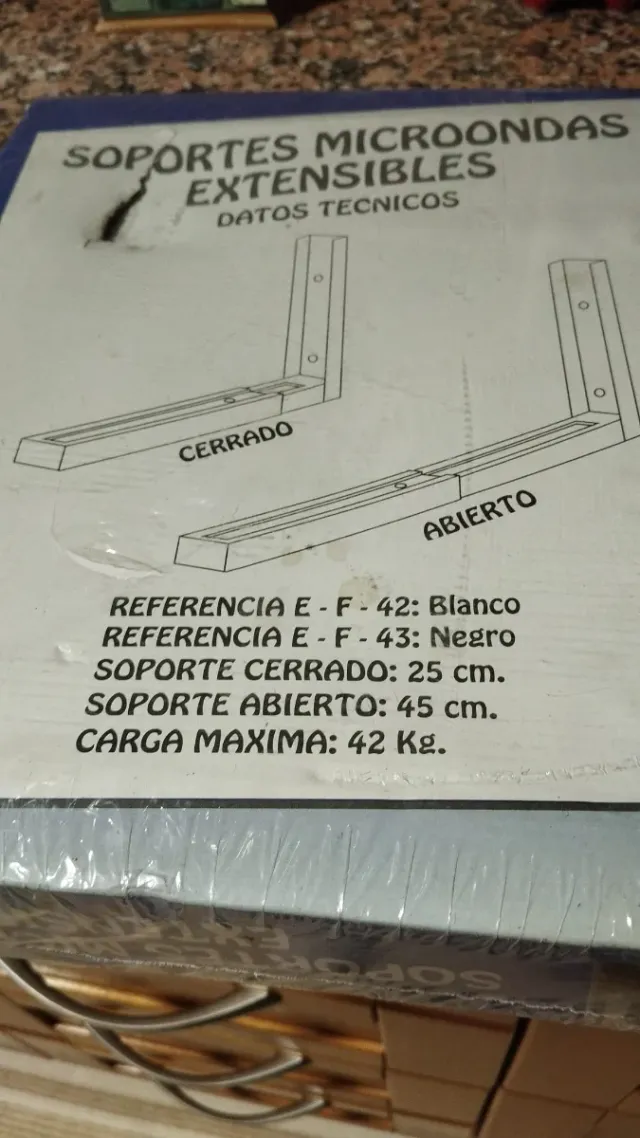 SOPORTES MICROONDAS
EXTENSIBLES
DATOS TECNICOS
CERRADO
ABIERTO
REFERENCIA E - F - 42: Blanco
REFERENCIA E - F - 43: Negro
SOPORTE CERRADO: 25 cm.
SOPORTE ABIERTO: 45 cm.
CARGA MAXIMA: 42 Kg.
SOPORTES